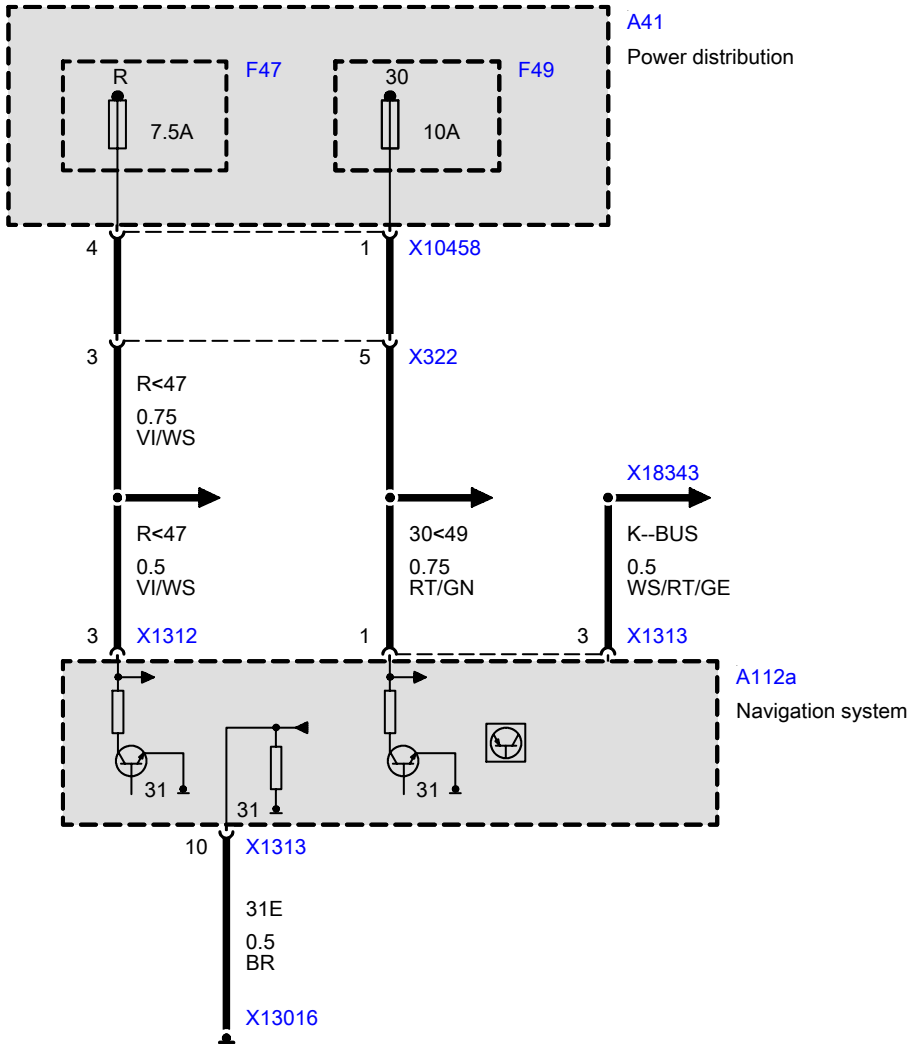 A41
Power distribution
R
F47
7.5A
30
F49
10A
4
1
X10458
3
5
X322
R<47
0.75
VI/WS
X18343
R<47
0.5
VI/WS
30<49
0.75
RT/GN
K--BUS
0.5
WS/RT/GE
3
X1312
1
3
X1313
A112a
Navigation system
31
31
31
10
X1313
31E
0.5
BR
X13016